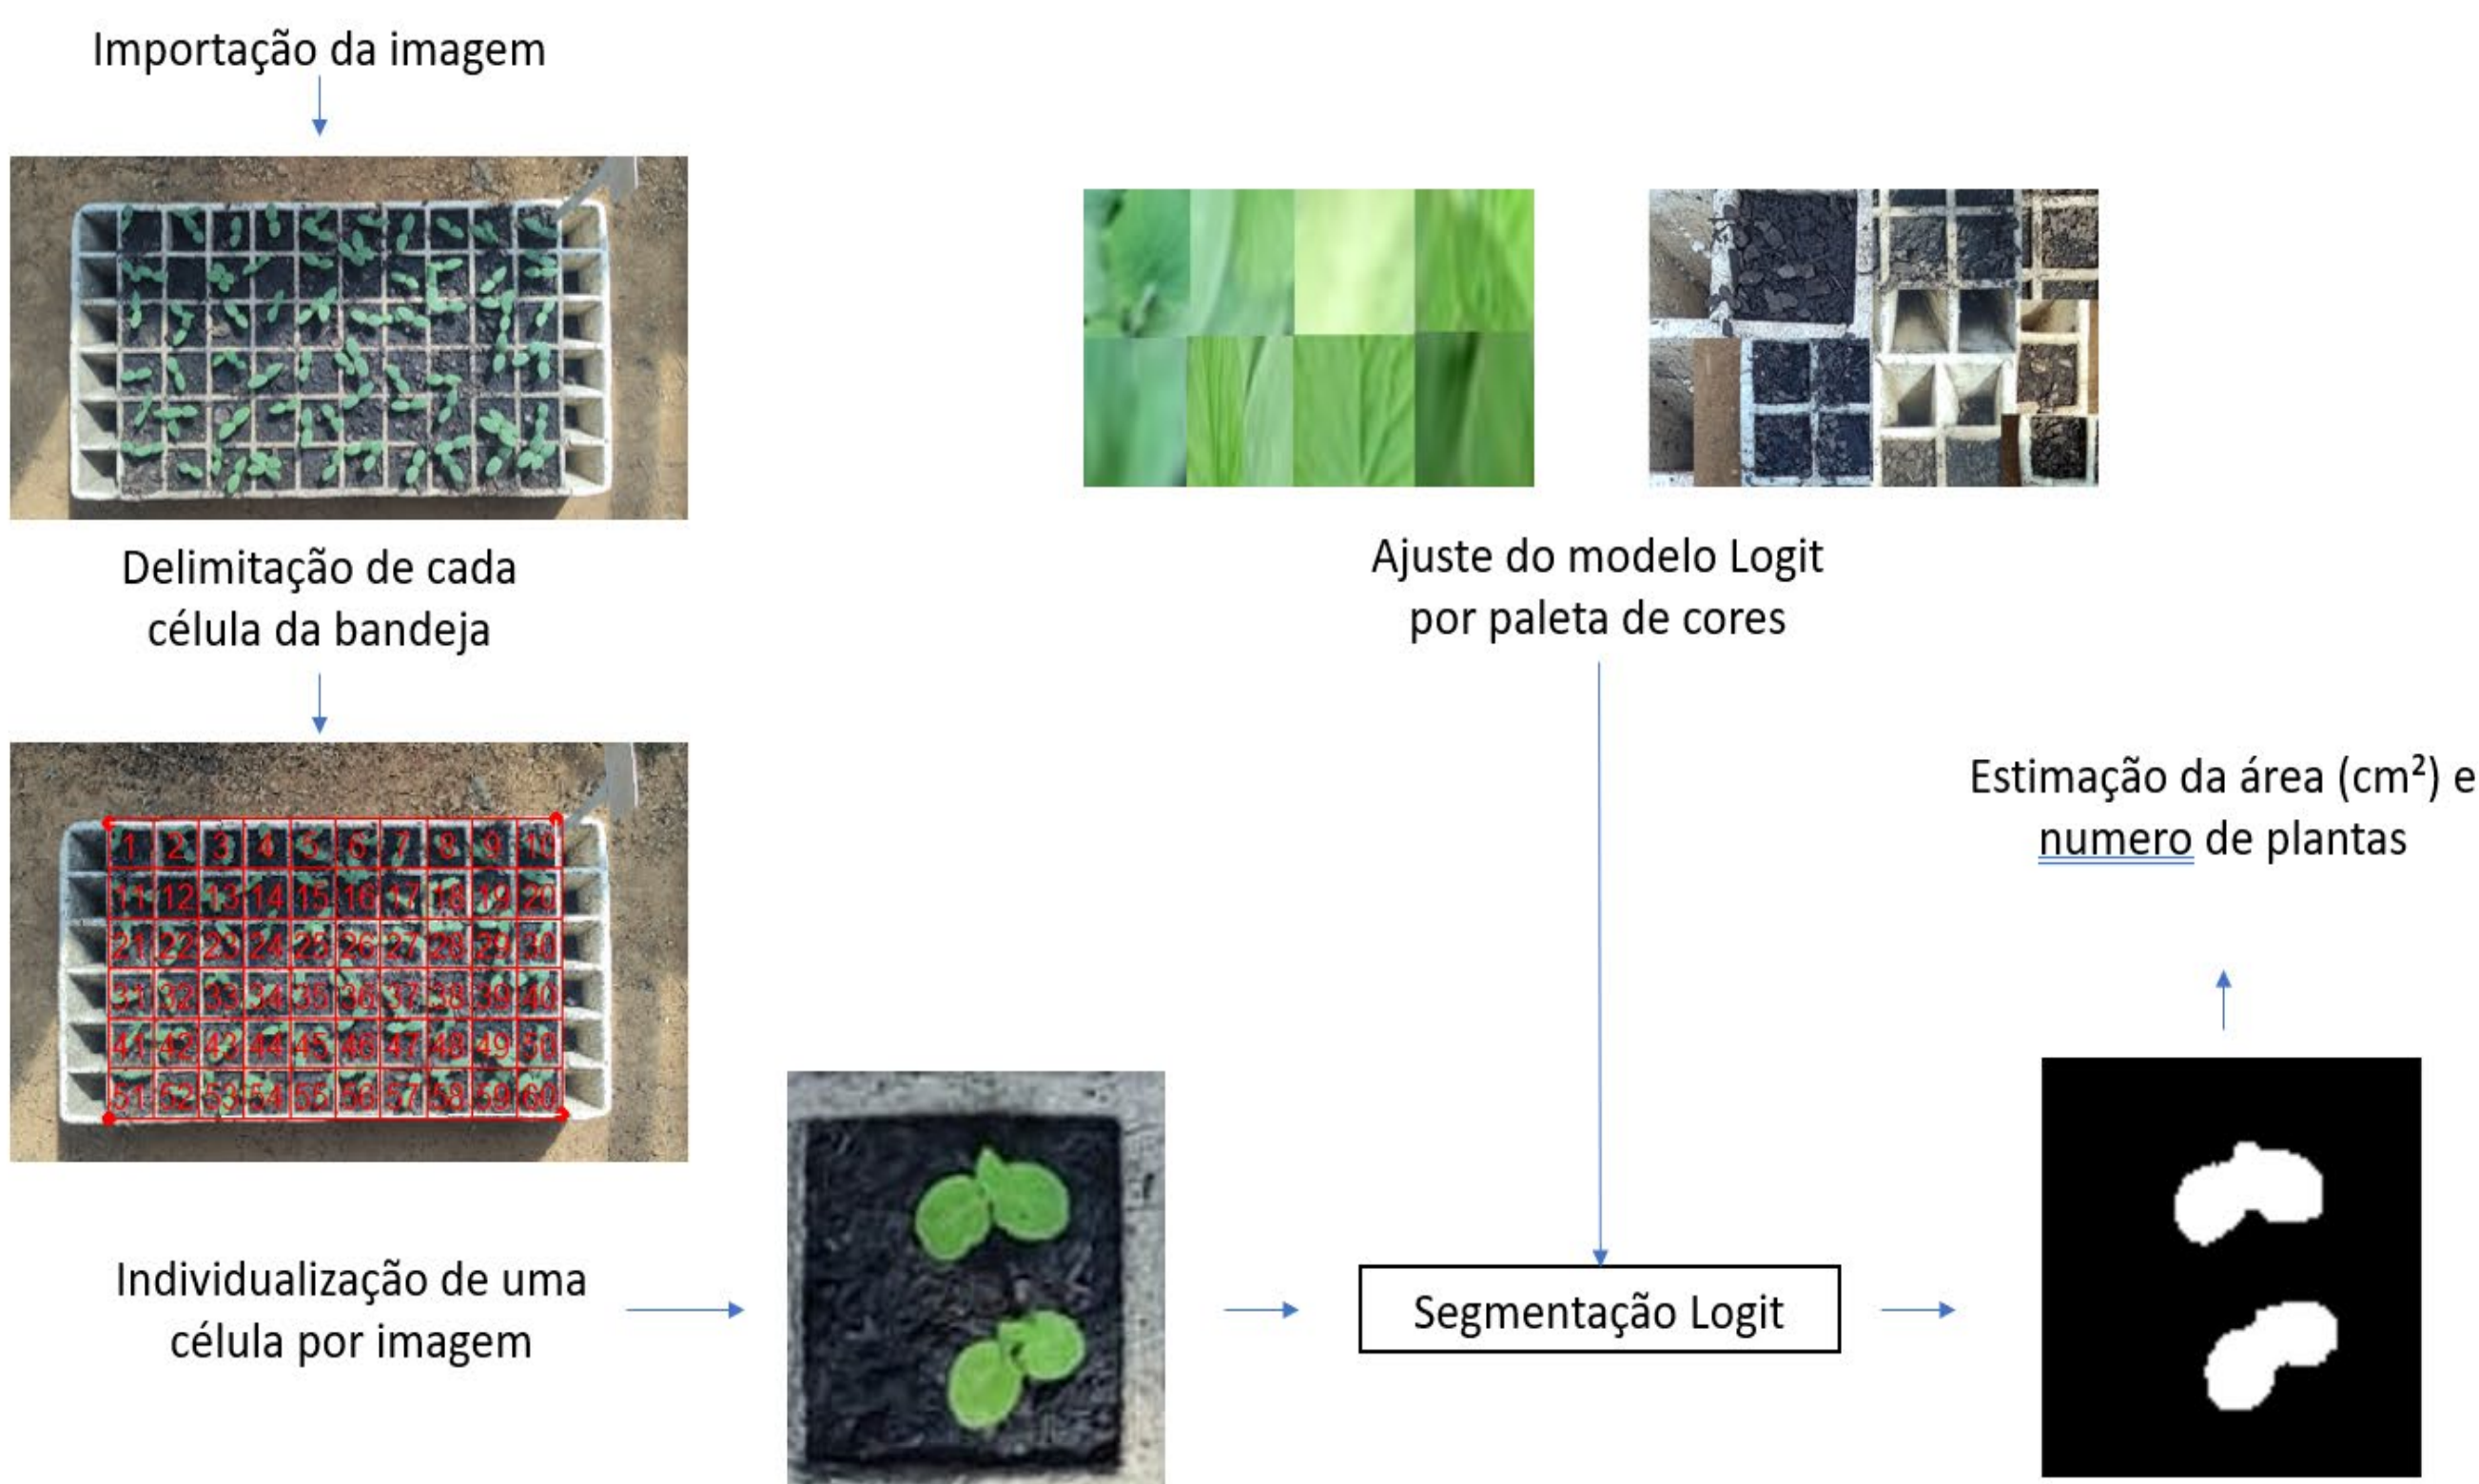 Importação da imagem
Delimitação de cada
célula da bandeja
1 2 3 4 5 6 7 8 9 10
11 12 13 14 15 16 17 18 19 20
21 22 23 24 25 26 27 28 29 30
31 32 33 34 35 36 37 38 39 40
41 42 43 44 45 46 47 48 49 50
51 52 53 54 55 56 57 58 59 60
Individualização de uma
célula por imagem
Ajuste do modelo Logit
por paleta de cores
Segmentação Logit
Estimação da área (cm²) e
numero de plantas